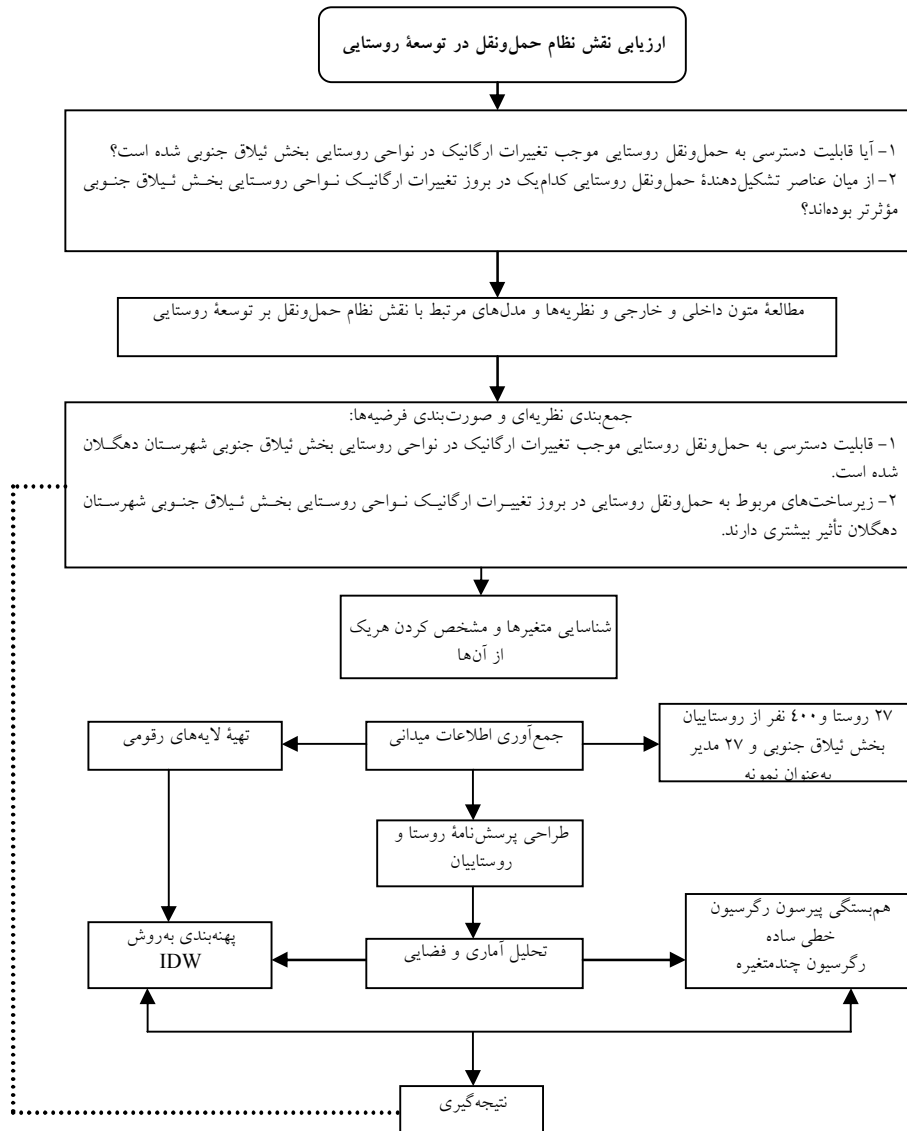 ارزیابی نقش نظام حمل‌ونقل در توسعۀ روستایی
۱- آیا قابلیت دسترسی به حمل‌ونقل روستایی موجب تغییرات ارگانیک در نواحی روستایی بخش ئیلاق جنوبی شده است؟
۲- از میان عناصر تشکیل‌دهندۀ حمل‌ونقل روستایی کدام‌یک در بروز تغییرات ارگانیک نواحی روستایی بخش ئیلاق جنوبی
مؤثرتر بوده‌اند؟
مطالعۀ متون داخلی و خارجی و نظریه‌ها و مدل‌های مرتبط با نقش نظام حمل‌ونقل بر توسعۀ روستایی
جمع‌بندی نظریه‌ای و صورت‌بندی فرضیه‌ها:
۱- قابلیت دسترسی به حمل‌ونقل روستایی موجب تغییرات ارگانیک در نواحی روستایی بخش ئیلاق جنوبی شهرستان دهگلان
شده است.
۲- زیرساخت‌های مربوط به حمل‌ونقل روستایی در بروز تغییرات ارگانیک نواحی روستایی بخش ئیلاق جنوبی شهرستان
دهگلان تأثیر بیشتری دارند.
شناسایی متغیرها و مشخص کردن هریک
از آن‌ها
۲۷ روستا و ۴۰۰ نفر از روستاییان
بخش ئیلاق جنوبی و ۲۷ مدیر
به‌عنوان نمونه
جمع‌آوری اطلاعات میدانی
تهیۀ لایه‌های رقومی
طراحی پرسش‌نامۀ روستا و
روستاییان
هم‌بستگی پیرسون رگرسیون
خطی ساده
رگرسیون چندمتغیره
تحلیل آماری و فضایی
پهنه‌بندی به‌روش
IDW
نتیجه‌گیری